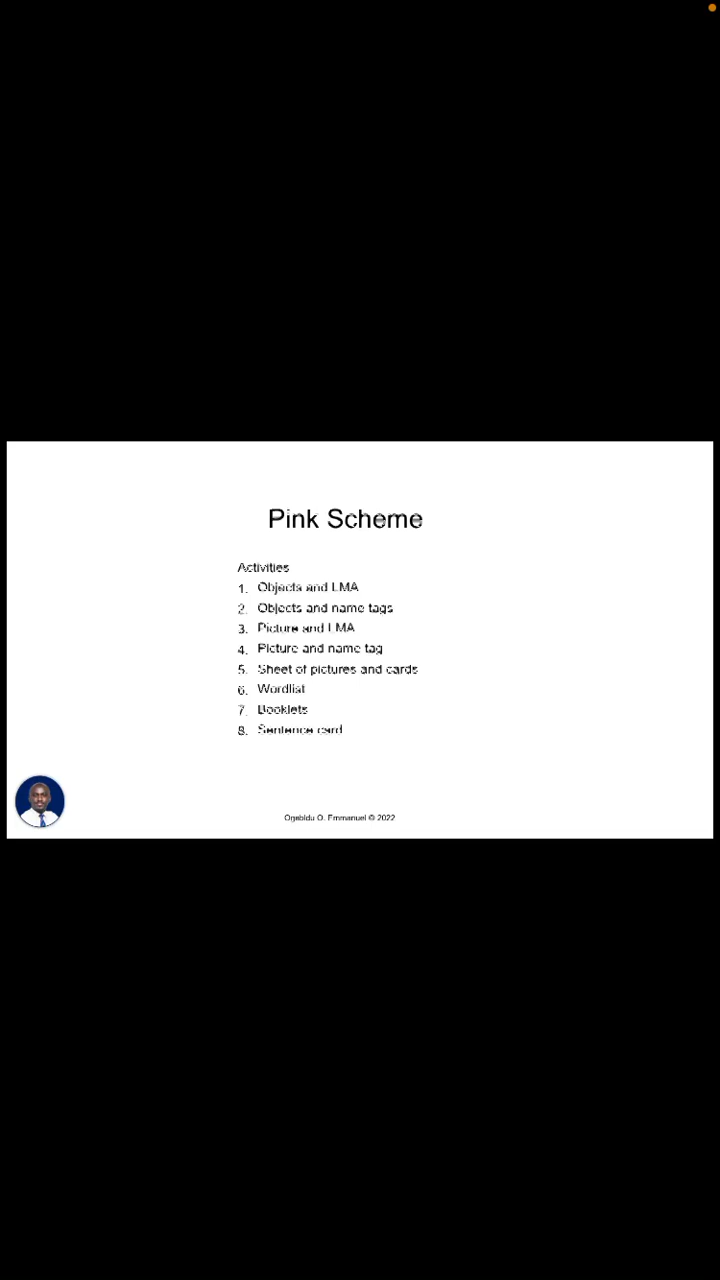 Pink Scheme
Activities
1. Objects and LMA
2. Objects and name tags
3. Picture and LMA
4. Picture and name tag
5. Sheet of pictures and cards
6. Wordlist
7. Booklets
8. Sentence card
O. Emmanuel © 2022